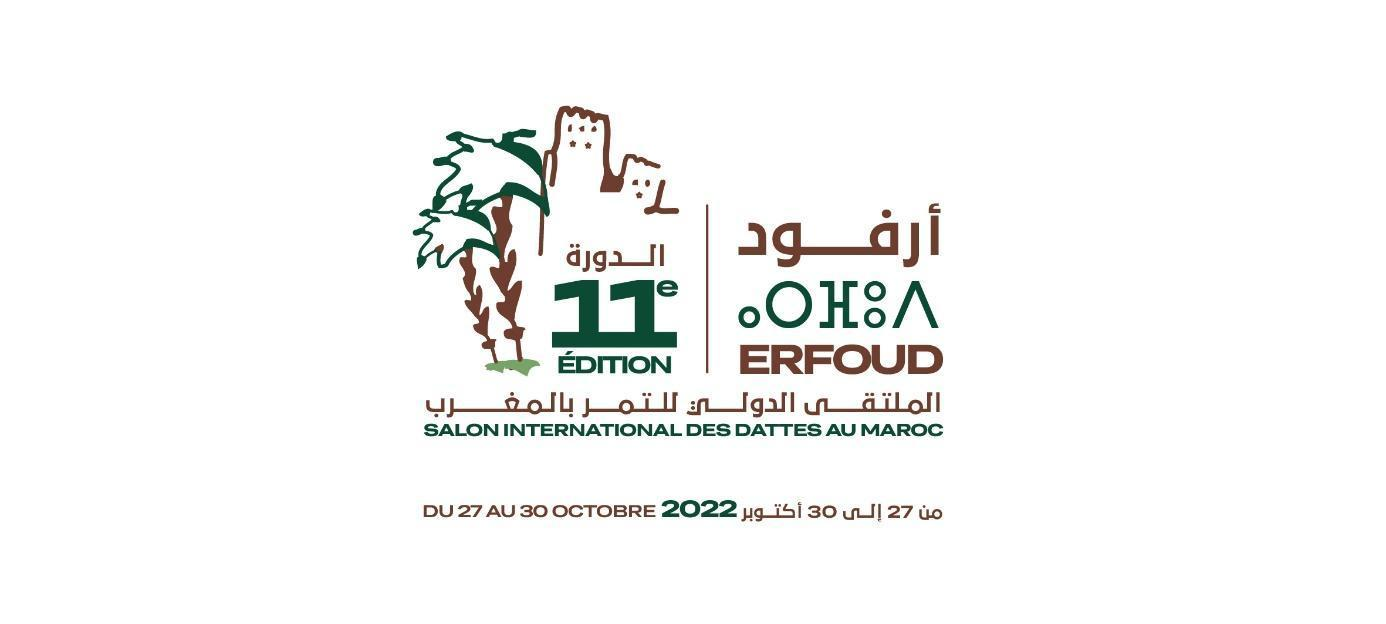 الدورة
11e
ÉDITION
أرفود
ⴰⵔⴼⵓⴷ
ERFOUD
الملتقى الدولي للتمر بالمغرب
SALON INTERNATIONAL DES DATTES AU MAROC
DU 27 AU 30 OCTOBRE 2022 من 27 إلى 30 أكتوبر